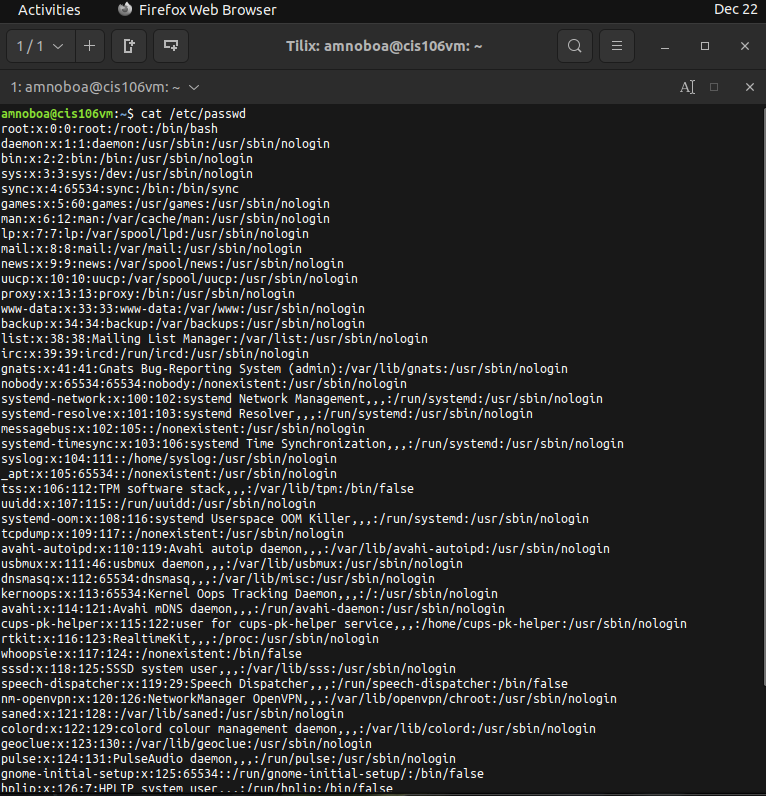 Activities Firefox Web Browser Dec 22
1 / 1 Tilix: amnoboa@cis106vm: ~
1: amnoboa@cis106vm: ~
amnoboa@cis106vm:~$ cat /etc/passwd
root:x:0:0:root:/root:/bin/bash
daemon:x:1:1:daemon:/usr/sbin:/usr/sbin/nologin
bin:x:2:2:bin:/bin:/usr/sbin/nologin
sys:x:3:3:sys:/dev:/usr/sbin/nologin
sync:x:4:65534:sync:/bin:/bin/sync
games:x:5:60:games:/usr/games:/usr/sbin/nologin
man:x:6:12:man:/var/cache/man:/usr/sbin/nologin
lp:x:7:7:lp:/var/spool/lpd:/usr/sbin/nologin
mail:x:8:8:mail:/var/mail:/usr/sbin/nologin
news:x:9:9:news:/var/spool/news:/usr/sbin/nologin
uucp:x:10:10:uucp:/var/spool/uucp:/usr/sbin/nologin
proxy:x:13:13:proxy:/bin:/usr/sbin/nologin
www-data:x:33:33:www-data:/var/www:/usr/sbin/nologin
backup:x:34:34:backup:/var/backups:/usr/sbin/nologin
list:x:38:38:Mailing List Manager:/var/list:/usr/sbin/nologin
irc:x:39:39:ircd:/run/ircd:/usr/sbin/nologin
gnats:x:41:41:Gnats Bug-Reporting System (admin):/var/lib/gnats:/usr/sbin/nologin
nobody:x:65534:65534:nobody:/nonexistent:/usr/sbin/nologin
systemd-network:x:100:102:systemd Network Management,,,:/run/systemd:/usr/sbin/nologin
systemd-resolve:x:101:103:systemd Resolver,,,:/run/systemd:/usr/sbin/nologin
messagebus:x:102:105::/nonexistent:/usr/sbin/nologin
systemd-timesync:x:103:106:systemd Time Synchronization,,,:/run/systemd:/usr/sbin/nologin
syslog:x:104:111::/home/syslog:/usr/sbin/nologin
_apt:x:105:65534::/nonexistent:/usr/sbin/nologin
tss:x:106:112:TPM software stack,,,:/var/lib/tpm:/bin/false
uuidd:x:107:115::/run/uuidd:/usr/sbin/nologin
systemd-oom:x:108:116:systemd Userspace OOM Killer,,,:/run/systemd:/usr/sbin/nologin
tcpdump:x:109:117::/nonexistent:/usr/sbin/nologin
avahi-autoipd:x:110:119:Avahi autoip daemon,,,:/var/lib/avahi-autoipd:/usr/sbin/nologin
usbmux:x:111:46:usbmux daemon,,,:/var/lib/usbmux:/usr/sbin/nologin
dnsmasq:x:112:65534:dnsmasq,,,:/var/lib/misc:/usr/sbin/nologin
kernoops:x:113:65534:Kernel Oops Tracking Daemon,,,:/:/usr/sbin/nologin
avahi:x:114:121:Avahi mDNS daemon,,,:/run/avahi-daemon:/usr/sbin/nologin
cups-pk-helper:x:115:122:user for cups-pk-helper service,,,:/home/cups-pk-helper:/usr/sbin/nologin
rtkit:x:116:123:RealtimeKit,,,:/proc:/usr/sbin/nologin
whoopsie:x:117:124::/nonexistent:/bin/false
sssd:x:118:125:SSSD system user,,,:/var/lib/sss:/usr/sbin/nologin
speech-dispatcher:x:119:29:Speech Dispatcher,,,:/run/speech-dispatcher:/bin/false
nm-openvpn:x:120:126:NetworkManager OpenVPN,,,:/var/lib/openvpn/chroot:/usr/sbin/nologin
saned:x:121:128::/var/lib/saned:/usr/sbin/nologin
colord:x:122:129:colord colour management daemon,,,:/var/lib/colord:/usr/sbin/nologin
geoclue:x:123:130::/var/lib/geoclue:/usr/sbin/nologin
pulse:x:124:131:PulseAudio daemon,,,:/run/pulse:/usr/sbin/nologin
gnome-initial-setup:x:125:65534::/run/gnome-initial-setup/:/bin/false
hplip:x:126:7:HPLIP system user,,,:/run/hplip:/bin/false